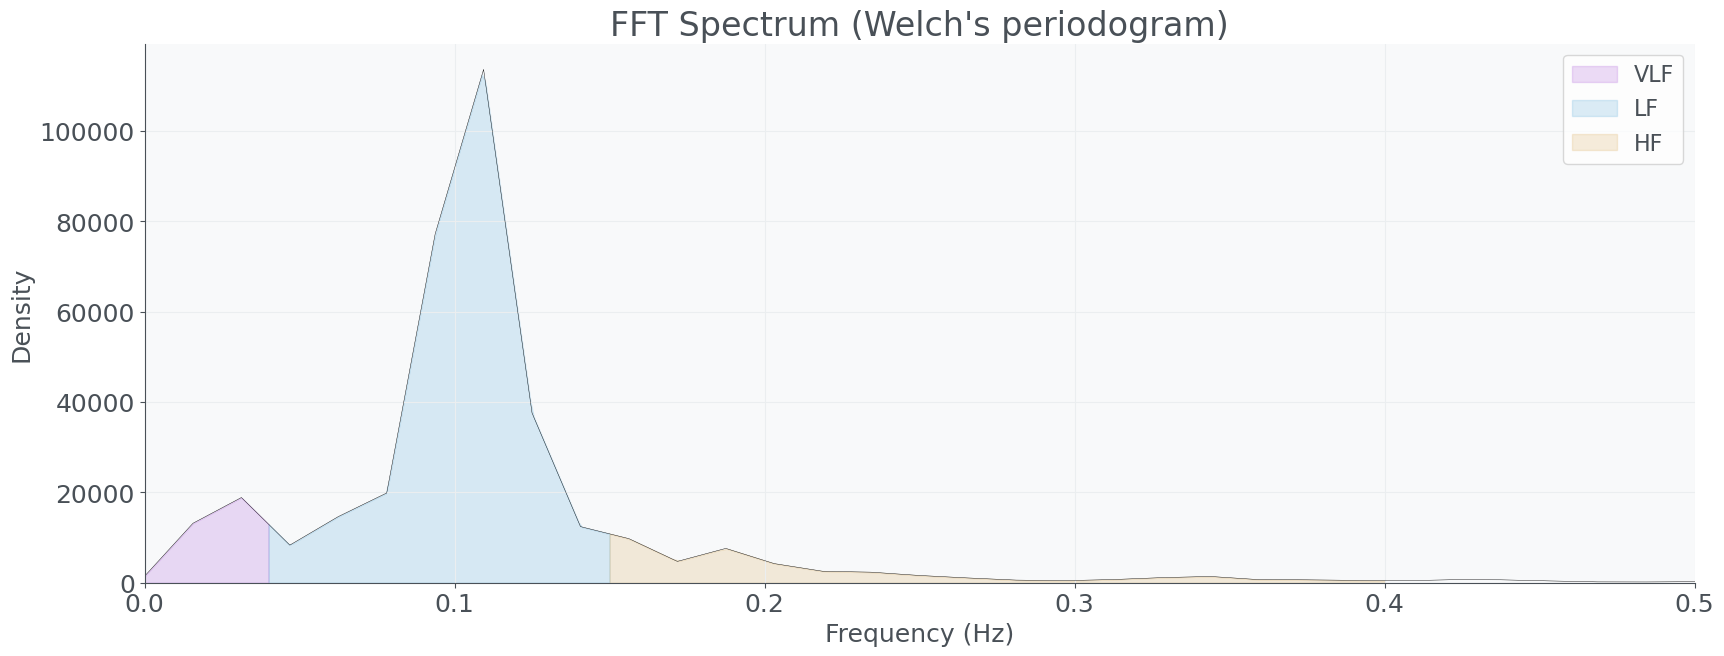 FFT Spectrum (Welch's periodogram)
VLF
LF
HF
Density
100000
80000
60000
40000
20000
0
0.0 0.1 0.2 0.3 0.4 0.5
Frequency (Hz)